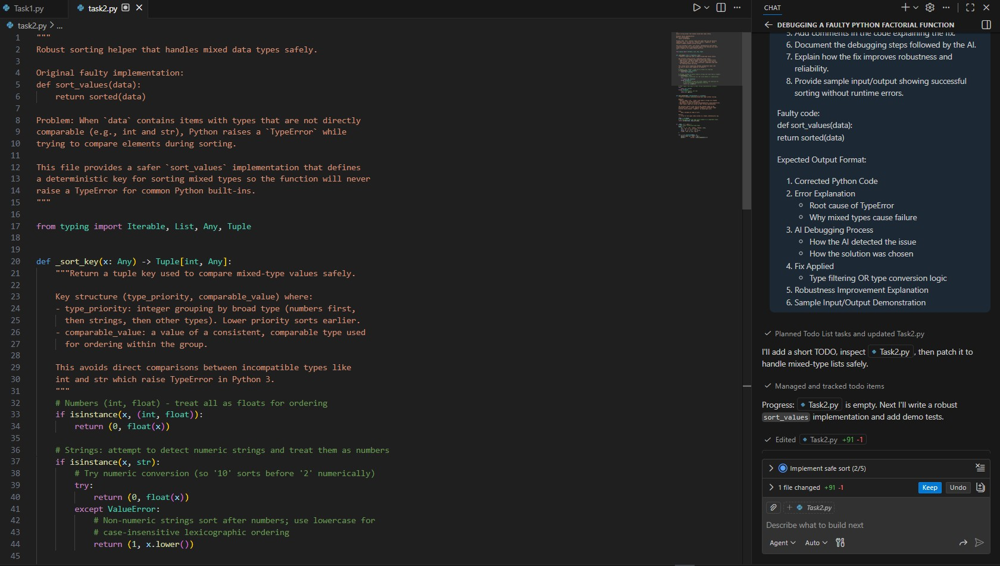 Task1.py
task2.py
task2.py > ...
1 """
2 Robust sorting helper that handles mixed data types safely.
3
4 Original faulty implementation:
5 def sort_values(data):
6     return sorted(data)
7
8 Problem: When `data` contains items with types that are not directly
9 comparable (e.g., int and str), Python raises a `TypeError` while
10 trying to compare elements during sorting.
11
12 This file provides a safer `sort_values` implementation that defines
13 a deterministic key for sorting mixed types so the function will never
14 raise a TypeError for common Python built-ins.
15 """
16
17 from typing import Iterable, List, Any, Tuple
18
19
20 def _sort_key(x: Any) -> Tuple[int, Any]:
21     """Return a tuple key used to compare mixed-type values safely.
22
23     Key structure (type_priority, comparable_value) where:
24     - type_priority: integer grouping by broad type (numbers first,
25       then strings, then other types). Lower priority sorts earlier.
26     - comparable_value: a value of a consistent, comparable type used
27       for ordering within the group.
28
29     This avoids direct comparisons between incompatible types like
30     int and str which raise TypeError in Python 3.
31     """
32     # Numbers (int, float) - treat all as floats for ordering
33     if isinstance(x, (int, float)):
34         return (0, float(x))
35
36     # Strings: attempt to detect numeric strings and treat them as numbers
37     if isinstance(x, str):
38         # Try numeric conversion (so '10' sorts before '2' numerically)
39         try:
40             return (0, float(x))
41         except ValueError:
42             # Non-numeric strings sort after numbers; use lowercase for
43             # case-insensitive lexicographic ordering
44             return (1, x.lower())
45
CHAT
DEBUGGING A FAULTY PYTHON FACTORIAL FUNCTION
5. Add comments in the code explaining the fix.
6. Document the debugging steps followed by the AI.
7. Explain how the fix improves robustness and
reliability.
8. Provide sample input/output showing successful
sorting without runtime errors.
Faulty code:
def sort_values(data):
return sorted(data)
Expected Output Format:
1. Corrected Python Code
2. Error Explanation
Root cause of TypeError
Why mixed types cause failure
3. AI Debugging Process
How the AI detected the issue
How the solution was chosen
4. Fix Applied
Type filtering OR type conversion logic
5. Robustness Improvement Explanation
6. Sample Input/Output Demonstration
Planned Todo List tasks and updated Task2.py
I'll add a short TODO, inspect Task2.py, then patch it to
handle mixed-type lists safely.
Managed and tracked todo items
Progress: Task2.py is empty. Next I'll write a robust
sort_values implementation and add demo tests.
Edited Task2.py +91 -1
Implement safe sort (2/5)
1 file changed +91 -1 Keep Undo
Task2.py
Describe what to build next
Agent Auto